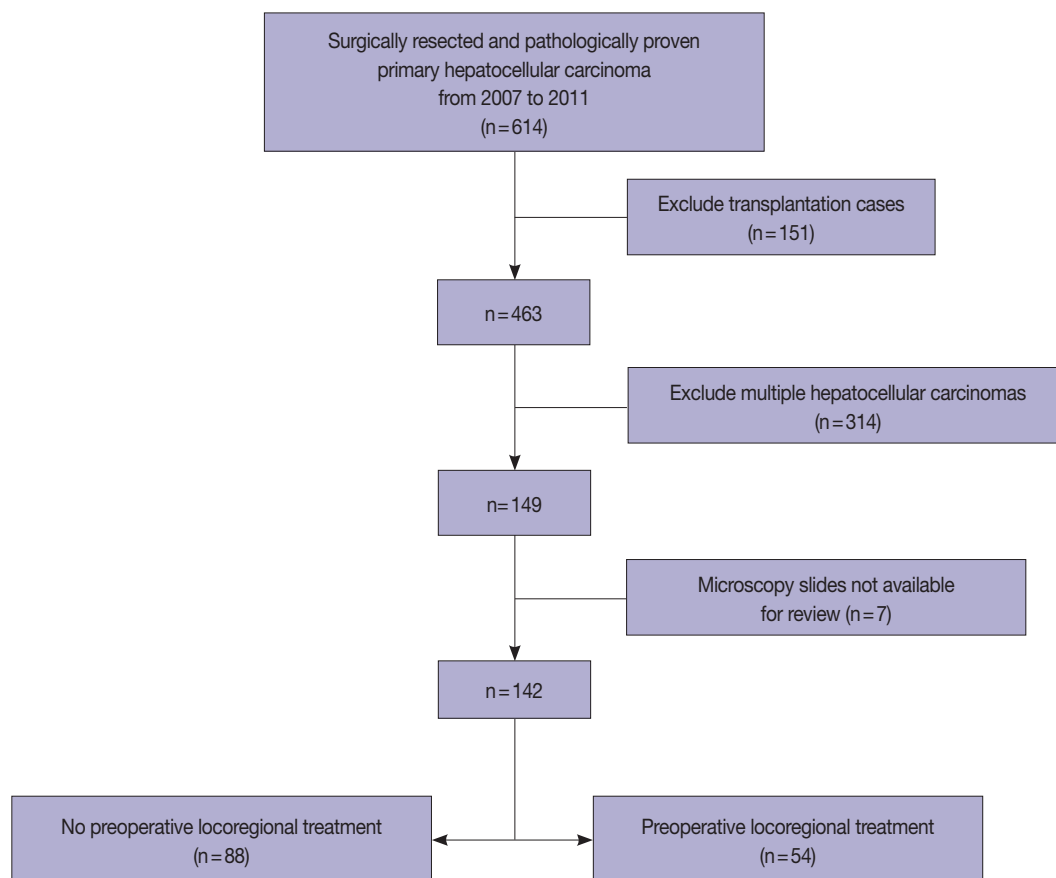 Surgically resected and pathologically proven
primary hepatocellular carcinoma
from 2007 to 2011
(n=614)
Exclude transplantation cases
(n=151)
n=463
Exclude multiple hepatocellular carcinomas
(n=314)
n=149
Microscopy slides not available
for review (n=7)
n=142
No preoperative locoregional treatment
(n=88)
Preoperative locoregional treatment
(n=54)